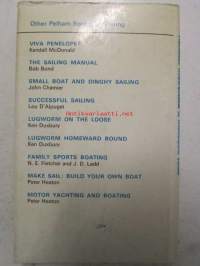 Other Pelham Books on Sailing
VIVA PENELOPE!
Kendall McDonald
THE SAILING MANUAL
Bob Bond
SMALL BOAT AND DINGHY SAILING
John Chamier
SUCCESSFUL SAILING
Lou D'Alpuget
LUGWORM ON THE LOOSE
Ken Duxbury
LUGWORM HOMEWARD BOUND
Ken Duxbury
FAMILY SPORTS BOATING
N. E. Fletcher and J. D. Ladd
MAKE SAIL: BUILD YOUR OWN BOAT
Peter Heaton
MOTOR YACHTING AND BOATING
Peter Heaton